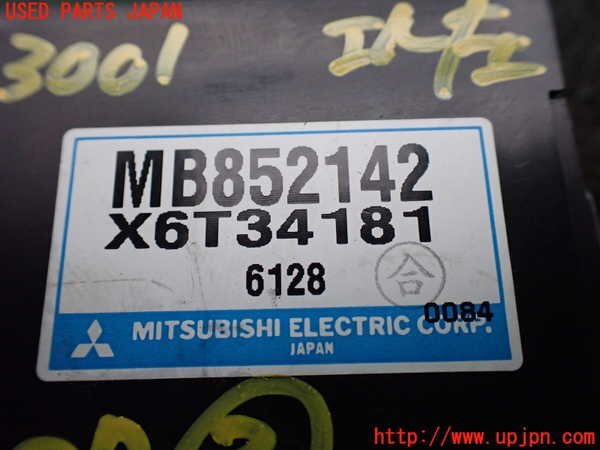 USED PARTS JAPAN
3001
MB852142
X6T34181
6128
合
0084
MITSUBISHI ELECTRIC CORP.
JAPAN
http://www.upjpn.com/